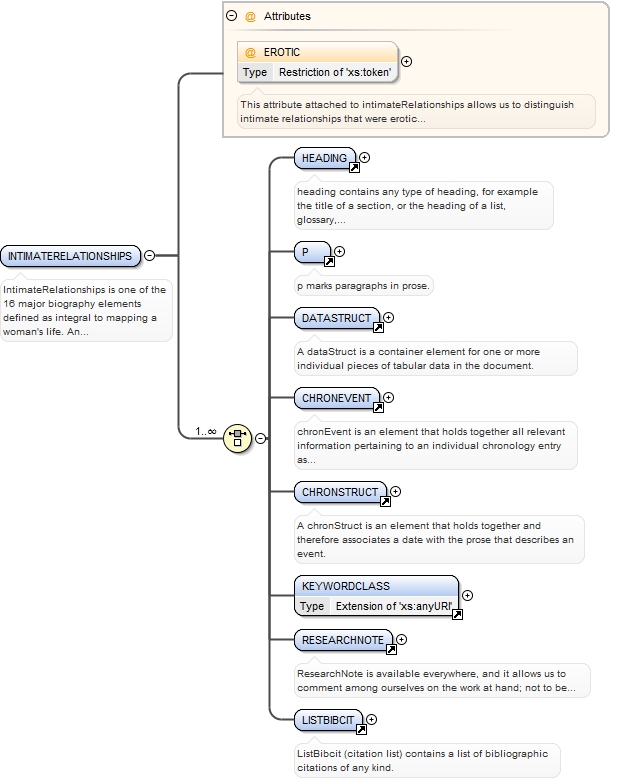 Attributes
@ EROTIC
Type Restriction of 'xs:token'
This attribute attached to intimateRelationships allows us to distinguish
intimate relationships that were erotic...
HEADING
heading contains any type of heading, for example
the title of a section, or the heading of a list,
glossary,...
INTIMATERELATIONSHIPS
IntimateRelationships is one of the
16 major biography elements
defined as integral to mapping a
woman's life. An...
P
p marks paragraphs in prose.
DATASTRUCT
A dataStruct is a container element for one or more
individual pieces of tabular data in the document.
CHRONEVENT
1..∞
chronEvent is an element that holds together all relevant
information pertaining to an individual chronology entry
as...
CHRONSTRUCT
A chronStruct is an element that holds together and
therefore associates a date with the prose that describes an
event.
KEYWORDCLASS
Type Extension of 'xs:anyURI'
RESEARCHNOTE
ResearchNote is available everywhere, and it allows us to
comment among ourselves on the work at hand; not to be...
LISTBIBCIT
ListBibcit (citation list) contains a list of bibliographic
citations of any kind.